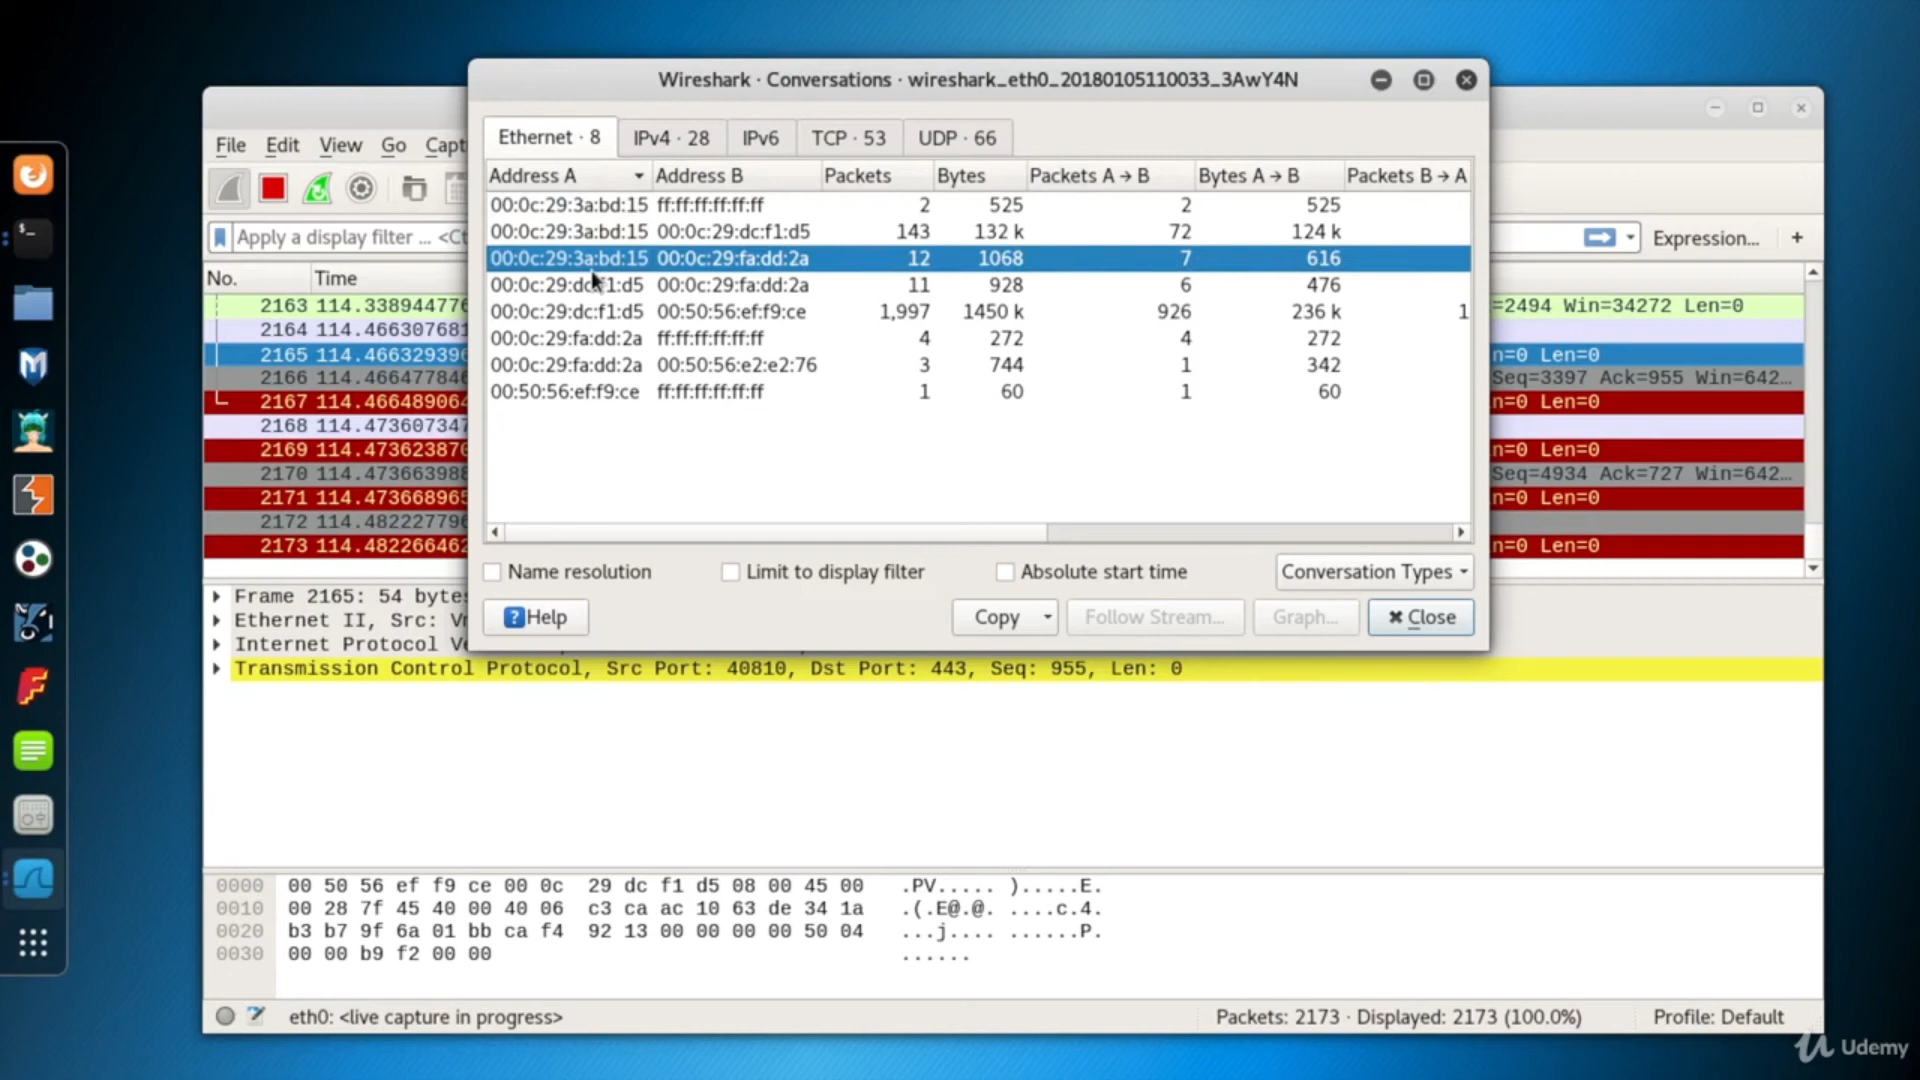 Wireshark · Conversations · wireshark_eth0_20180105110033_3AwY4N
File Edit View Go Capt
Ethernet · 8 IPv4 · 28 IPv6 TCP · 53 UDP · 66
Address A Address B Packets Bytes Packets A → B Bytes A → B Packets B → A
00:0c:29:3a:bd:15 ff:ff:ff:ff:ff:ff 2 525 2 525
00:0c:29:3a:bd:15 00:0c:29:dc:f1:d5 143 132 k 72 124 k
00:0c:29:3a:bd:15 00:0c:29:fa:dd:2a 12 1068 7 616
00:0c:29:dc:f1:d5 00:0c:29:fa:dd:2a 11 928 6 476
00:0c:29:dc:f1:d5 00:50:56:ef:f9:ce 1,997 1450 k 926 236 k 1
00:0c:29:fa:dd:2a ff:ff:ff:ff:ff:ff 4 272 4 272
00:0c:29:fa:dd:2a 00:50:56:e2:e2:76 3 744 1 342
00:50:56:ef:f9:ce ff:ff:ff:ff:ff:ff 1 60 1 60
Name resolution Limit to display filter Absolute start time Conversation Types
Help Copy Follow Stream... Graph... Close
Apply a display filter ... <Ct Expression... +
No. Time
2163 114.338944776 =2494 Win=34272 Len=0
2164 114.466307681
2165 114.466329396 n=0 Len=0
2166 114.466477846 Seq=3397 Ack=955 Win=642...
2167 114.466489064 n=0 Len=0
2168 114.473607347
2169 114.473623870 n=0 Len=0
2170 114.473663988 Seq=4934 Ack=727 Win=642...
2171 114.473668965 n=0 Len=0
2172 114.482227796
2173 114.482266462 n=0 Len=0
Frame 2165: 54 bytes
Ethernet II, Src: V
Internet Protocol Ve
Transmission Control Protocol, Src Port: 40810, Dst Port: 443, Seq: 955, Len: 0
0000 00 50 56 ef f9 ce 00 0c 29 dc f1 d5 08 00 45 00 .PV..... ).....E.
0010 00 28 7f 45 40 00 40 06 c3 ca ac 10 63 de 34 1a .(.E@.@. ....c.4.
0020 b3 b7 9f 6a 01 bb ca f4 92 13 00 00 00 00 50 04 ...j.... ......P.
0030 00 00 b9 f2 00 00 ......
eth0: <live capture in progress> Packets: 2173 · Displayed: 2173 (100.0%) Profile: Default
Udemy